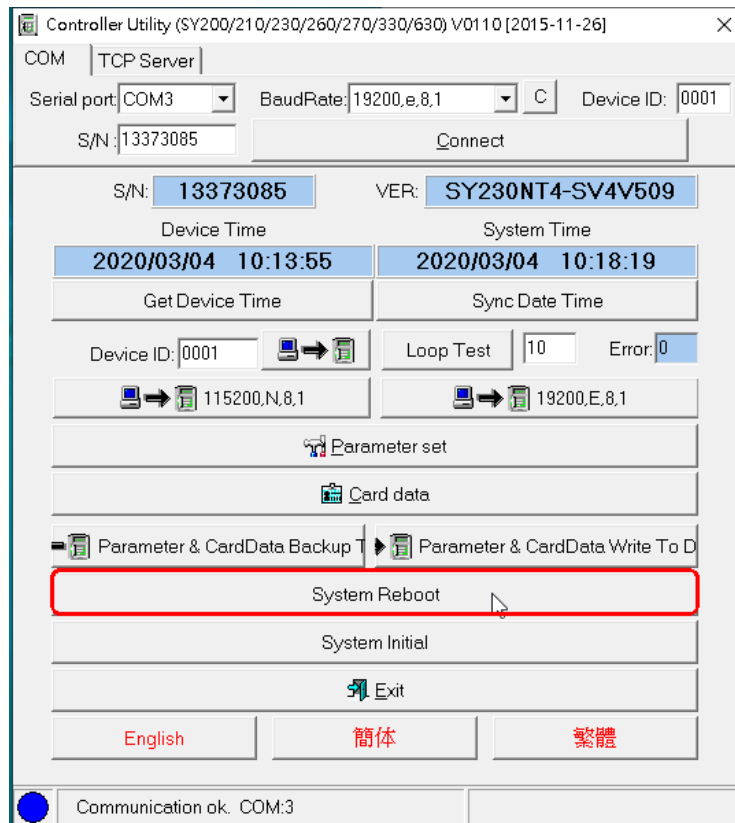 Controller Utility (SY200/210/230/260/270/330/630) V0110 [2015-11-26]
COM TCP Server
Serial port: COM3 BaudRate: 19200,e,8,1 C Device ID: 0001
S/N : 13373085 Connect
S/N: 13373085 VER: SY230NT4-SV4V509
Device Time System Time
2020/03/04 10:13:55 2020/03/04 10:18:19
Get Device Time Sync Date Time
Device ID: 0001 Loop Test 10 Error: 0
115200,N,8,1 19200,E,8,1
Parameter set
Card data
Parameter & CardData Backup T Parameter & CardData Write To D
System Reboot
System Initial
Exit
English 簡体 繁體
Communication ok. COM:3